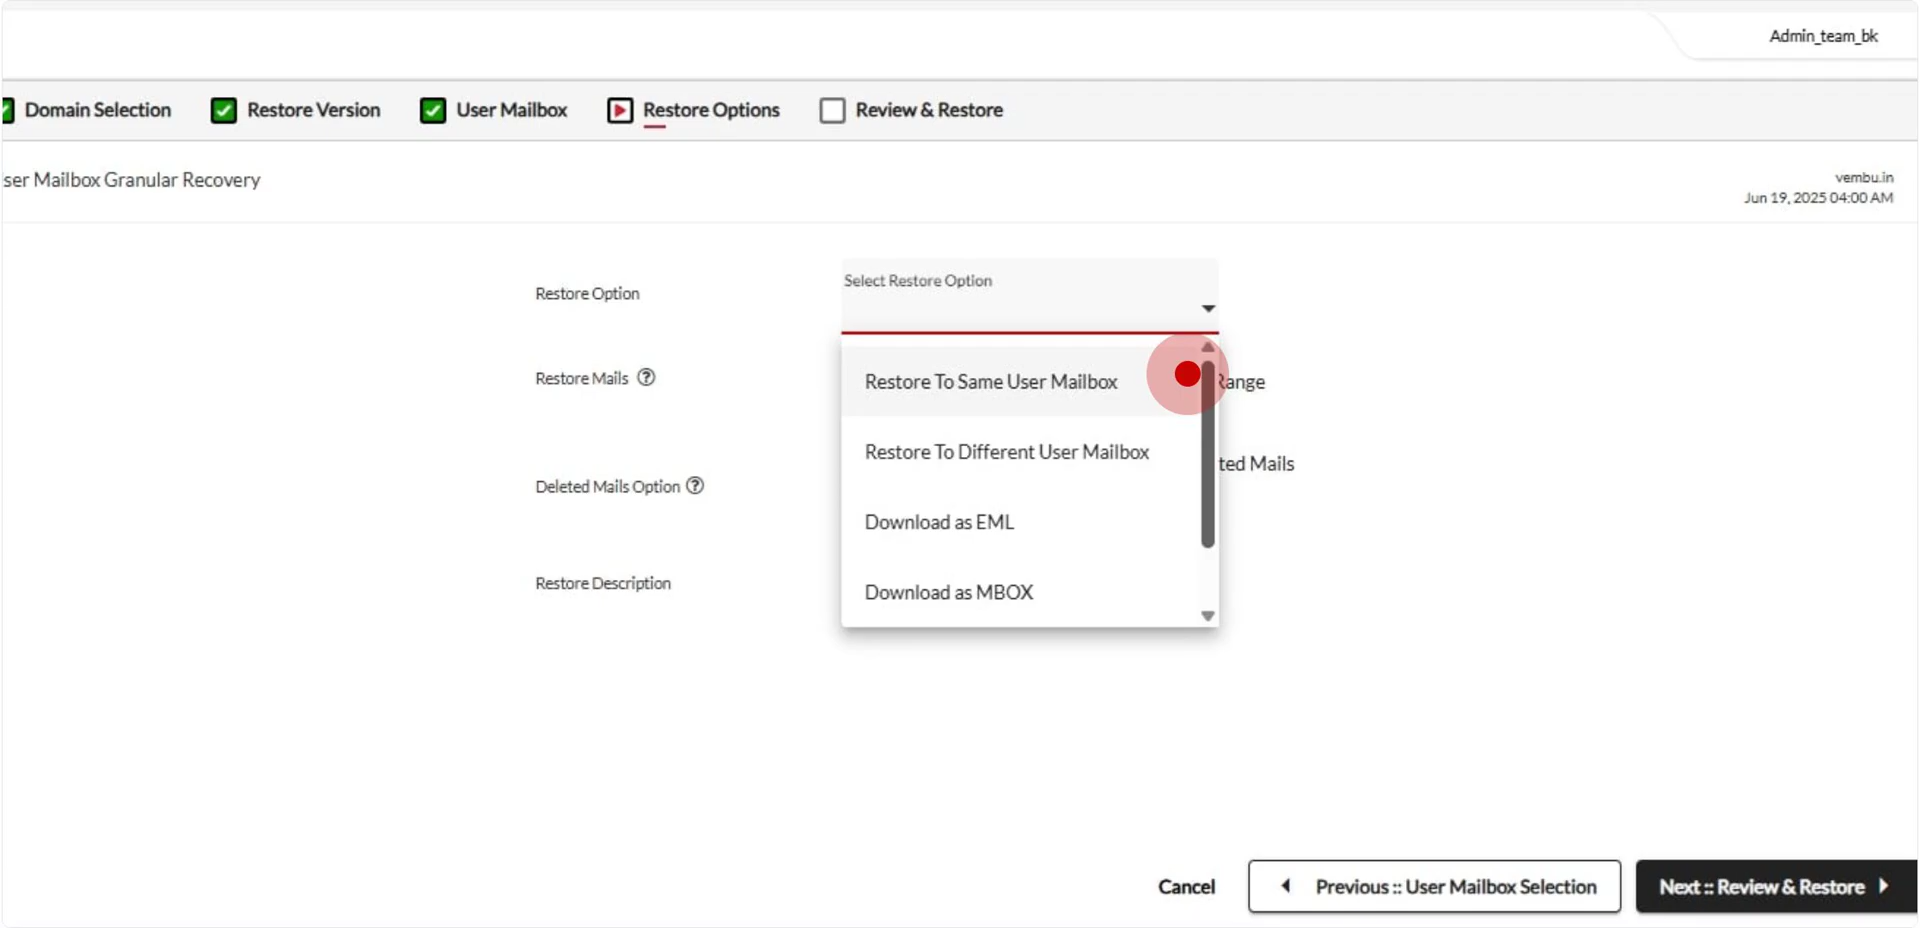 Admin_team_bk
Domain Selection Restore Version User Mailbox Restore Options Review & Restore
ser Mailbox Granular Recovery
vembu.in
Jun 19, 2025 04:00 AM
Select Restore Option
Restore Option
Restore Mails ?
Restore To Same User Mailbox
Range
Restore To Different User Mailbox
ted Mails
Deleted Mails Option ?
Download as EML
Restore Description
Download as MBOX
Cancel
Previous :: User Mailbox Selection
Next :: Review & Restore